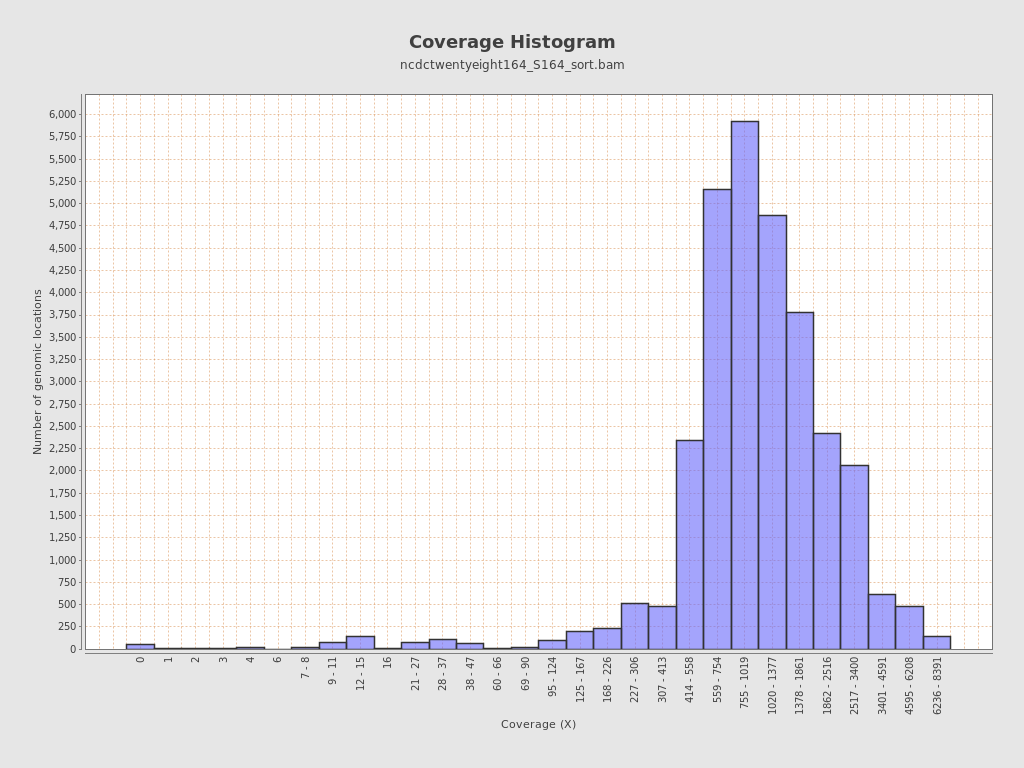 Coverage Histogram
ncdctwentyeight164_S164_sort.bam
Number of genomic locations
6,000
5,750
5,500
5,250
5,000
4,750
4,500
4,250
4,000
3,750
3,500
3,250
3,000
2,750
2,500
2,250
2,000
1,750
1,500
1,250
1,000
750
500
250
0
0
1
2
3
4
6
7 - 8
9 - 11
12 - 15
16
21 - 27
28 - 37
38 - 47
60 - 66
69 - 90
95 - 124
125 - 167
168 - 226
227 - 306
307 - 413
414 - 558
559 - 754
755 - 1019
1020 - 1377
1378 - 1861
1862 - 2516
2517 - 3400
3401 - 4591
4595 - 6208
6236 - 8391
Coverage (X)